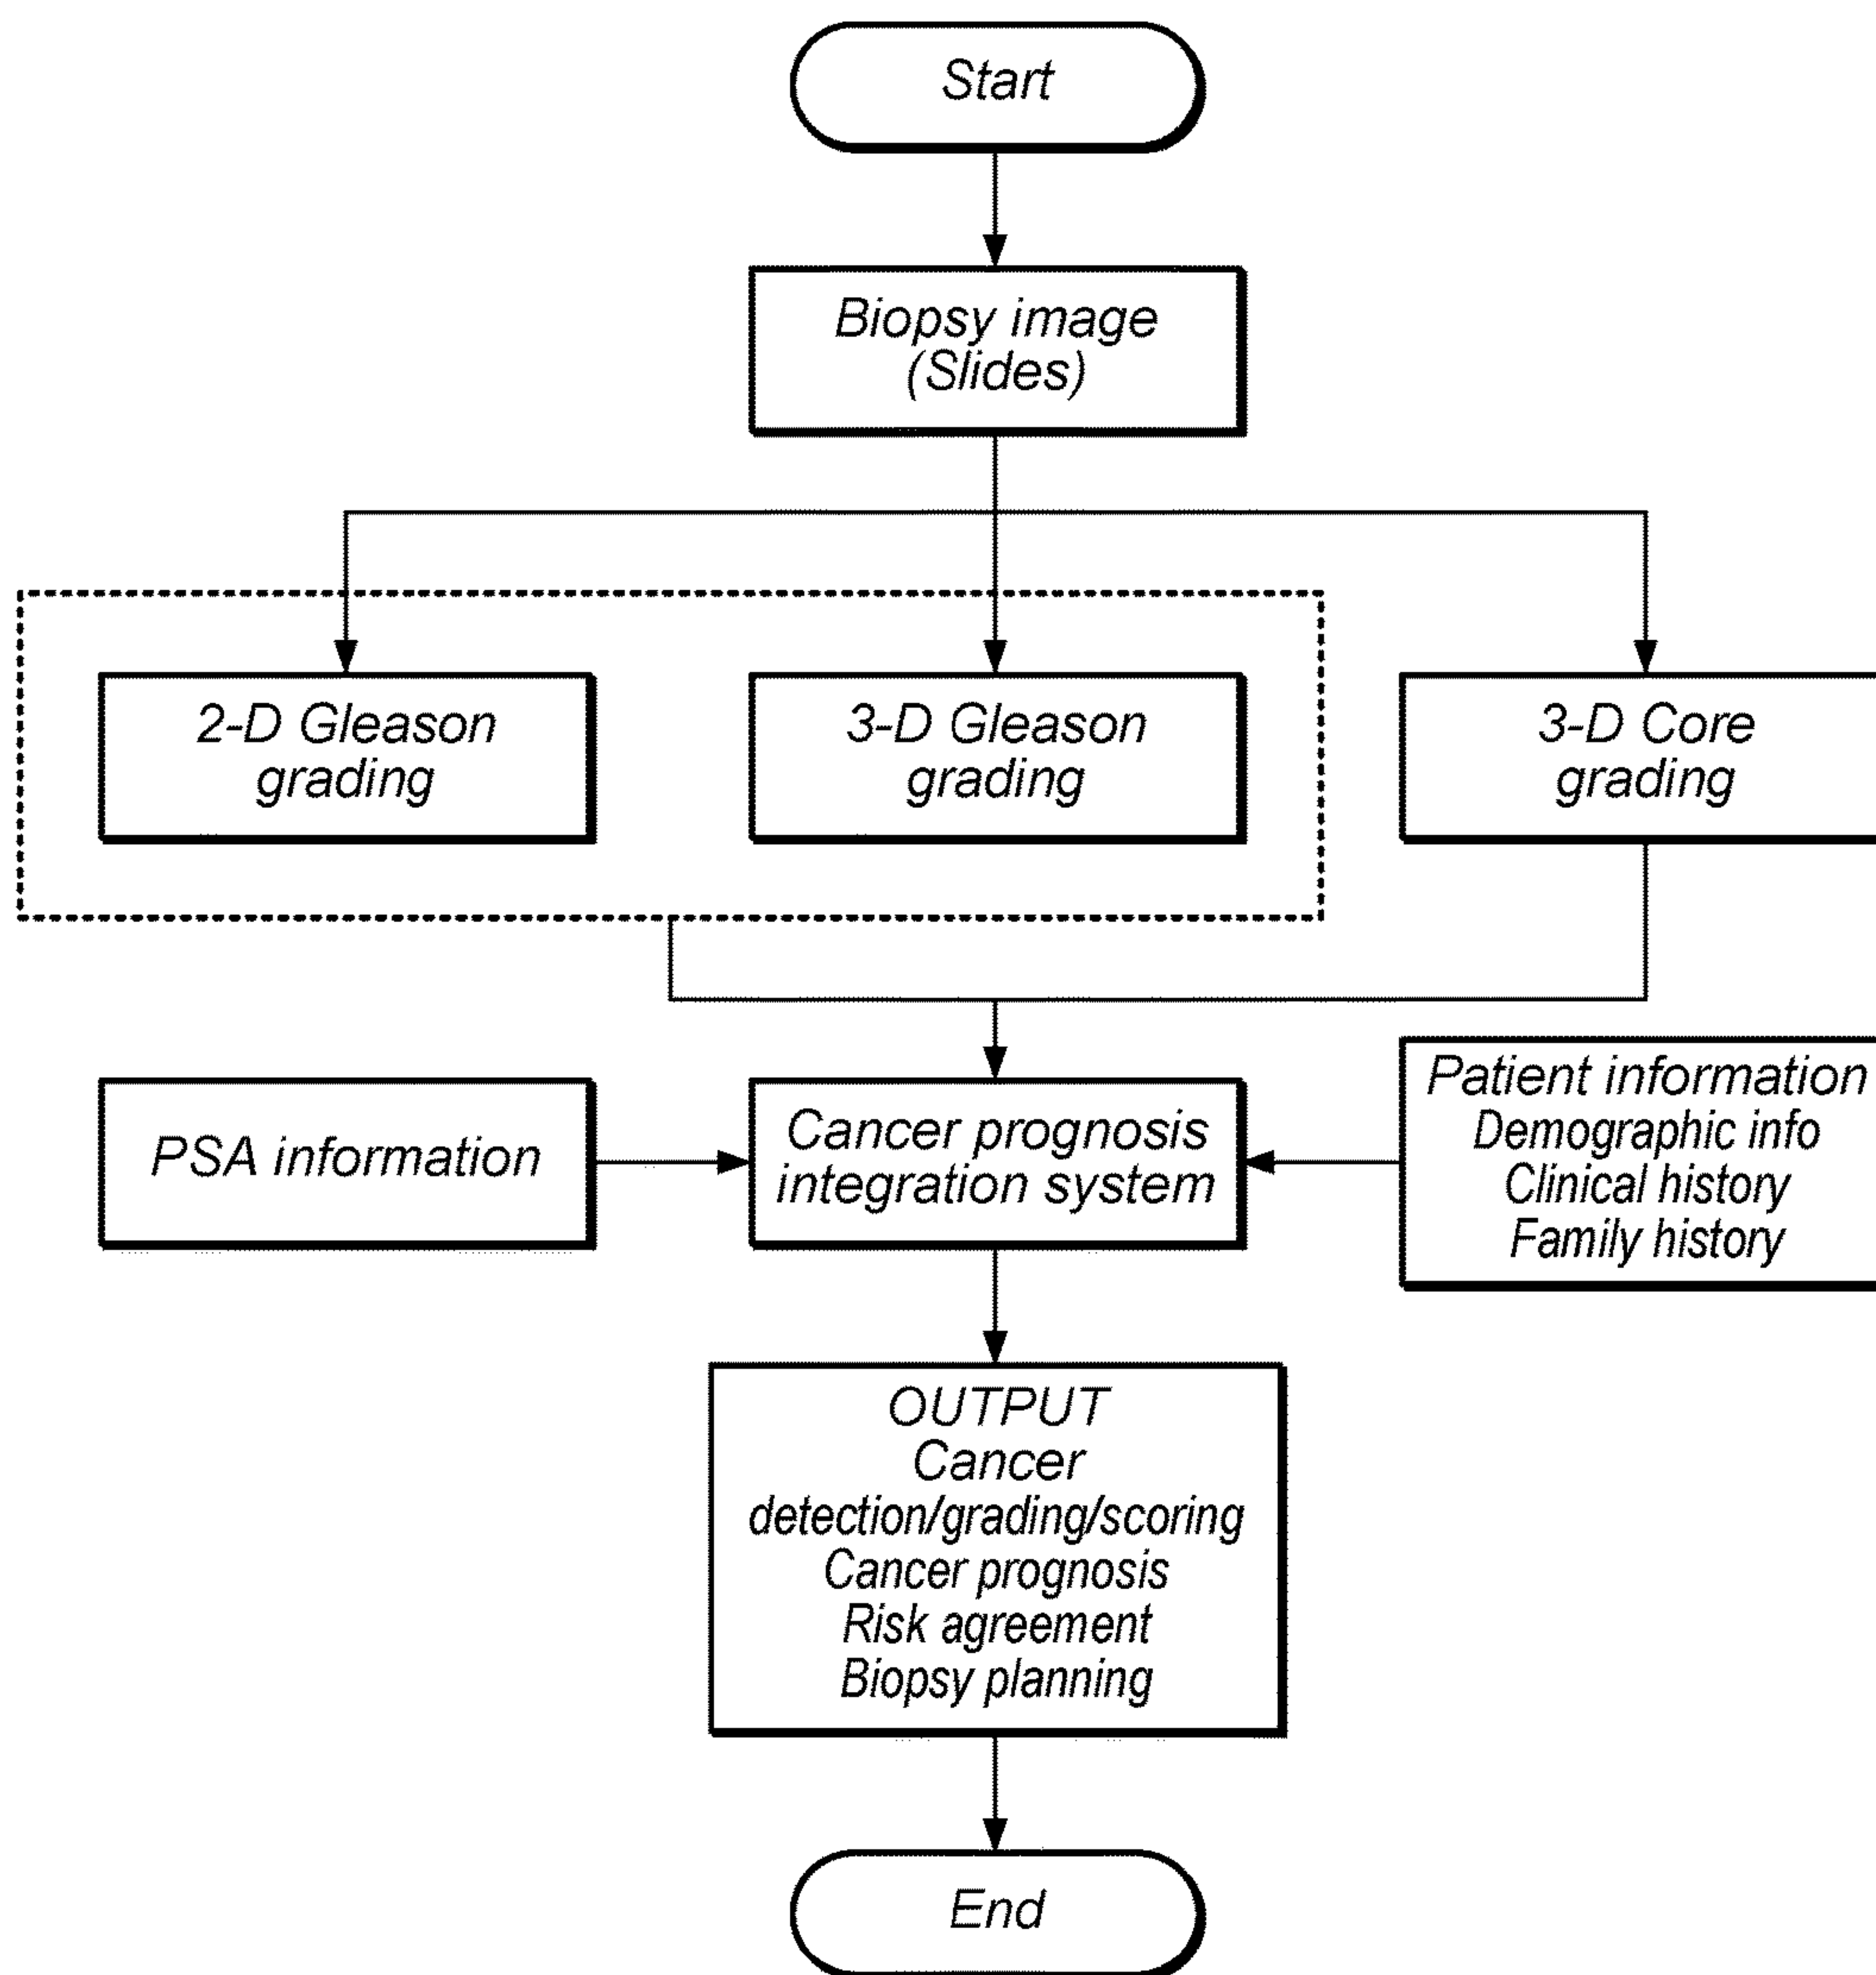 Start
Biopsy image
(Slides)
2-D Gleason
grading
3-D Gleason
grading
3-D Core
grading
PSA information
Cancer prognosis
integration system
Patient information
Demographic info
Clinical history
Family history
OUTPUT
Cancer
detection/grading/scoring
Cancer prognosis
Risk agreement
Biopsy planning
End